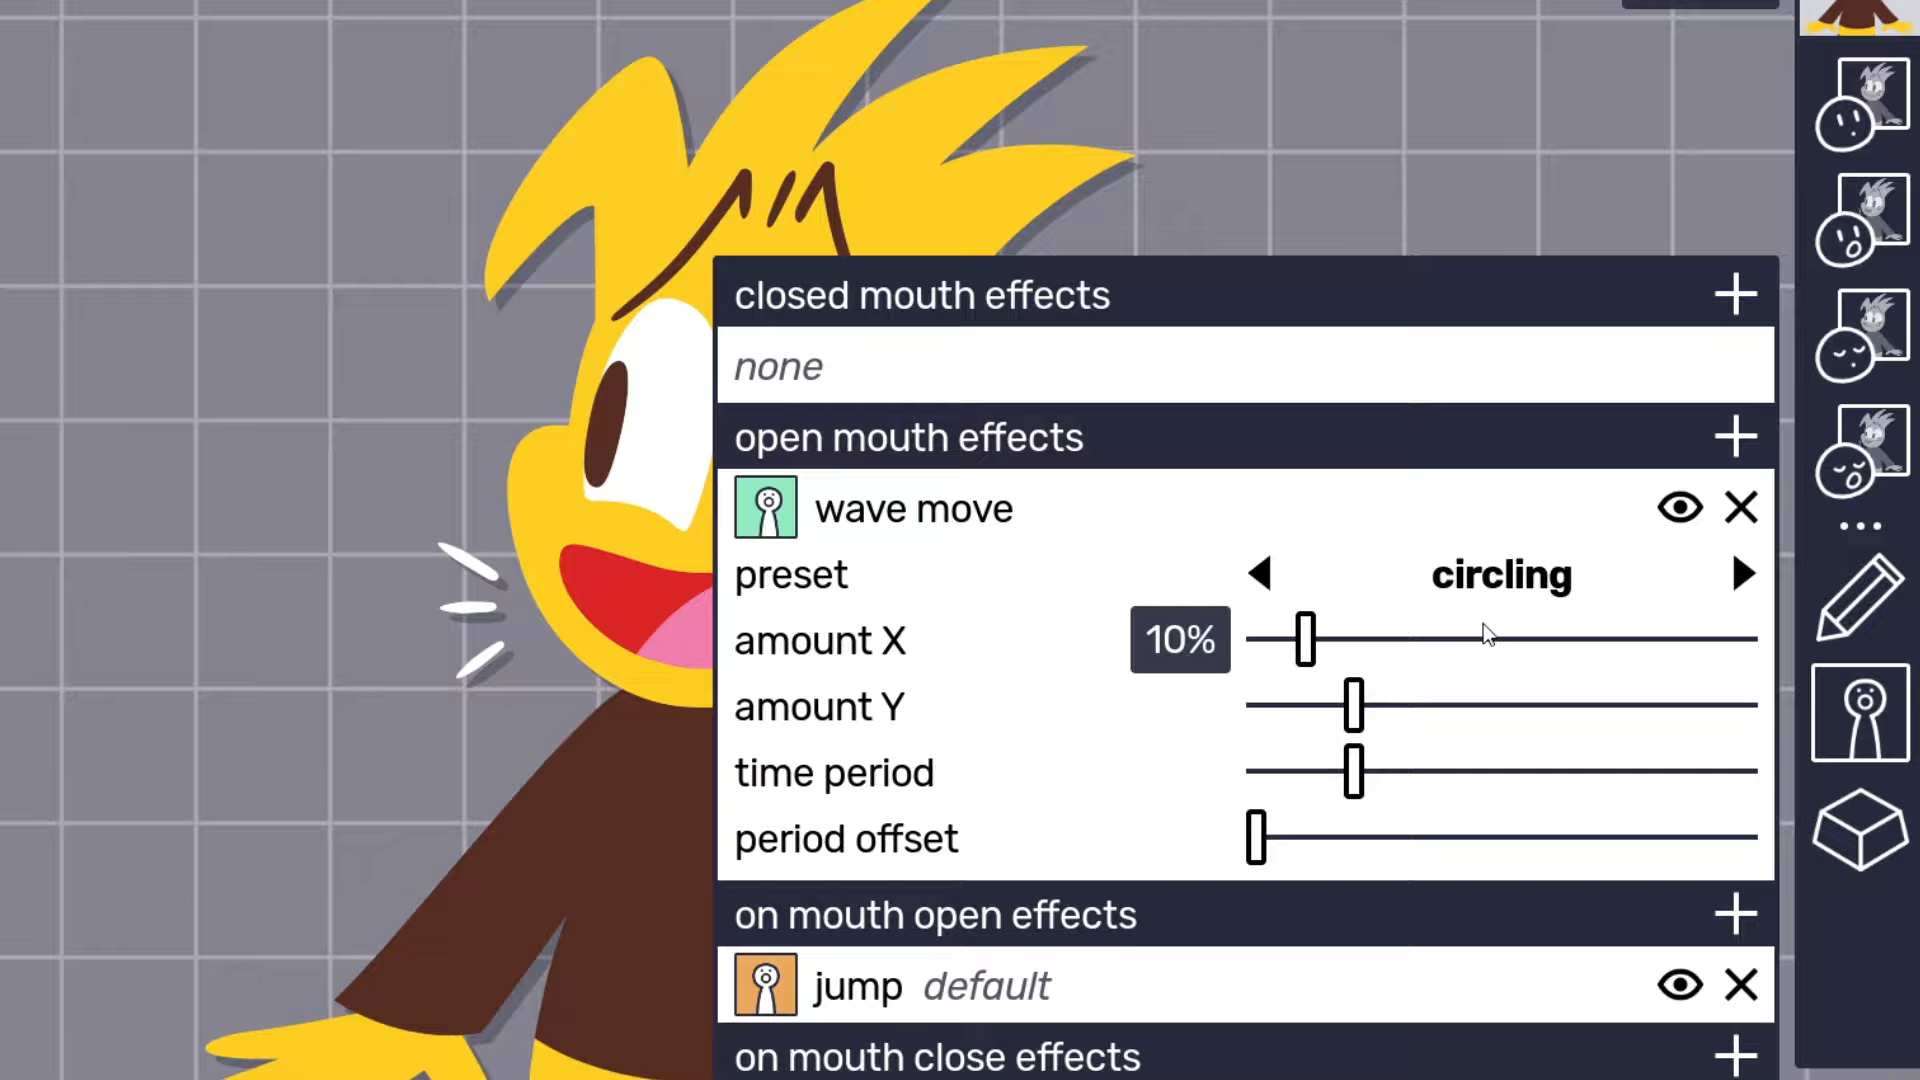 closed mouth effects
none
open mouth effects
wave move
preset circling
amount X 10%
amount Y
time period
period offset
on mouth open effects
jump default
on mouth close effects